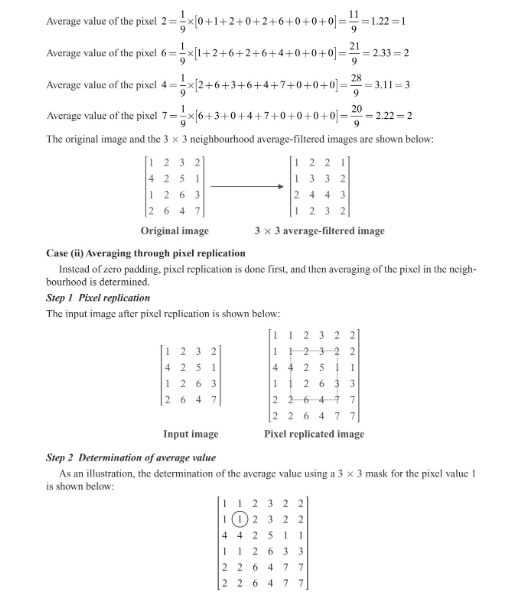 Average value of the pixel 2 = 1/9 × [0+1+2+0+2+6+0+0+0] = 11/9 = 1.22 = 1
Average value of the pixel 6 = 1/9 × [1+2+6+2+6+4+0+0+0] = 21/9 = 2.33 = 2
Average value of the pixel 4 = 1/9 × [2+6+3+6+4+7+0+0+0] = 28/9 = 3.11 = 3
Average value of the pixel 7 = 1/9 × [6+3+0+4+7+0+0+0+0] = 20/9 = 2.22 = 2
The original image and the 3 × 3 neighbourhood average-filtered images are shown below:
1 2 3 2
4 2 5 1
1 2 6 3
2 6 4 7
1 2 2 1
1 3 3 2
2 4 4 3
1 2 3 2
Original image
3 × 3 average-filtered image
Case (ii) Averaging through pixel replication
Instead of zero padding, pixel replication is done first, and then averaging of the pixel in the neigh-
bourhood is determined.
Step 1 Pixel replication
The input image after pixel replication is shown below:
1 2 3 2
4 2 5 1
1 2 6 3
2 6 4 7
1 1 2 3 2 2
1 1 2 3 2 2
4 4 2 5 1 1
1 1 2 6 3 3
2 2 6 4 7 7
2 2 6 4 7 7
Input image
Pixel replicated image
Step 2 Determination of average value
As an illustration, the determination of the average value using a 3 × 3 mask for the pixel value 1
is shown below:
1 1 2 3 2 2
1 1 2 3 2 2
4 4 2 5 1 1
1 1 2 6 3 3
2 2 6 4 7 7
2 2 6 4 7 7